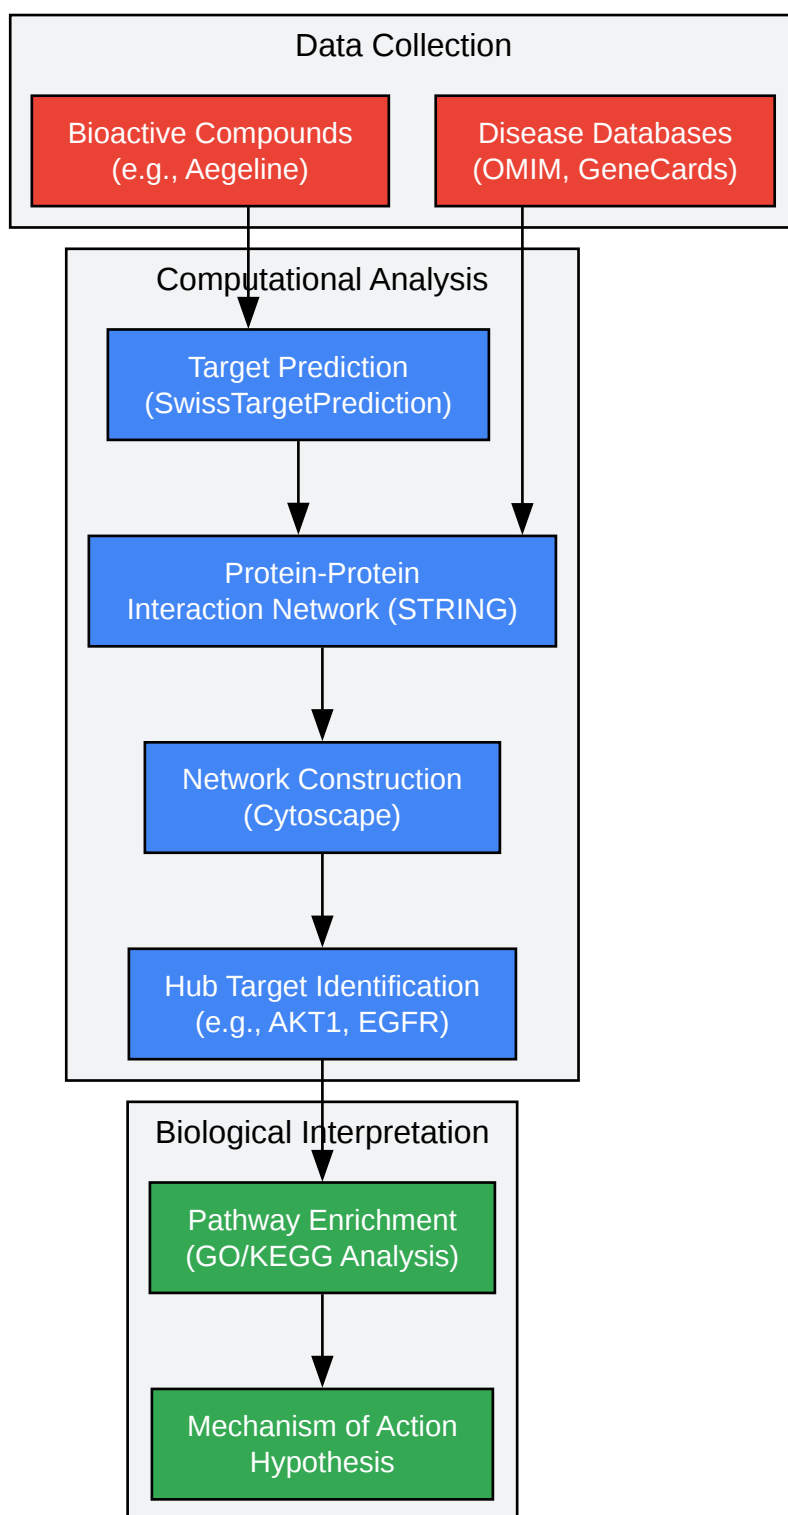 Data Collection
Bioactive Compounds
(e.g., Aegeline)
Disease Databases
(OMIM, GeneCards)
Computational Analysis
Target Prediction
(SwissTargetPrediction)
Protein-Protein
Interaction Network (STRING)
Network Construction
(Cytoscape)
Hub Target Identification
(e.g., AKT1, EGFR)
Biological Interpretation
Pathway Enrichment
(GO/KEGG Analysis)
Mechanism of Action
Hypothesis